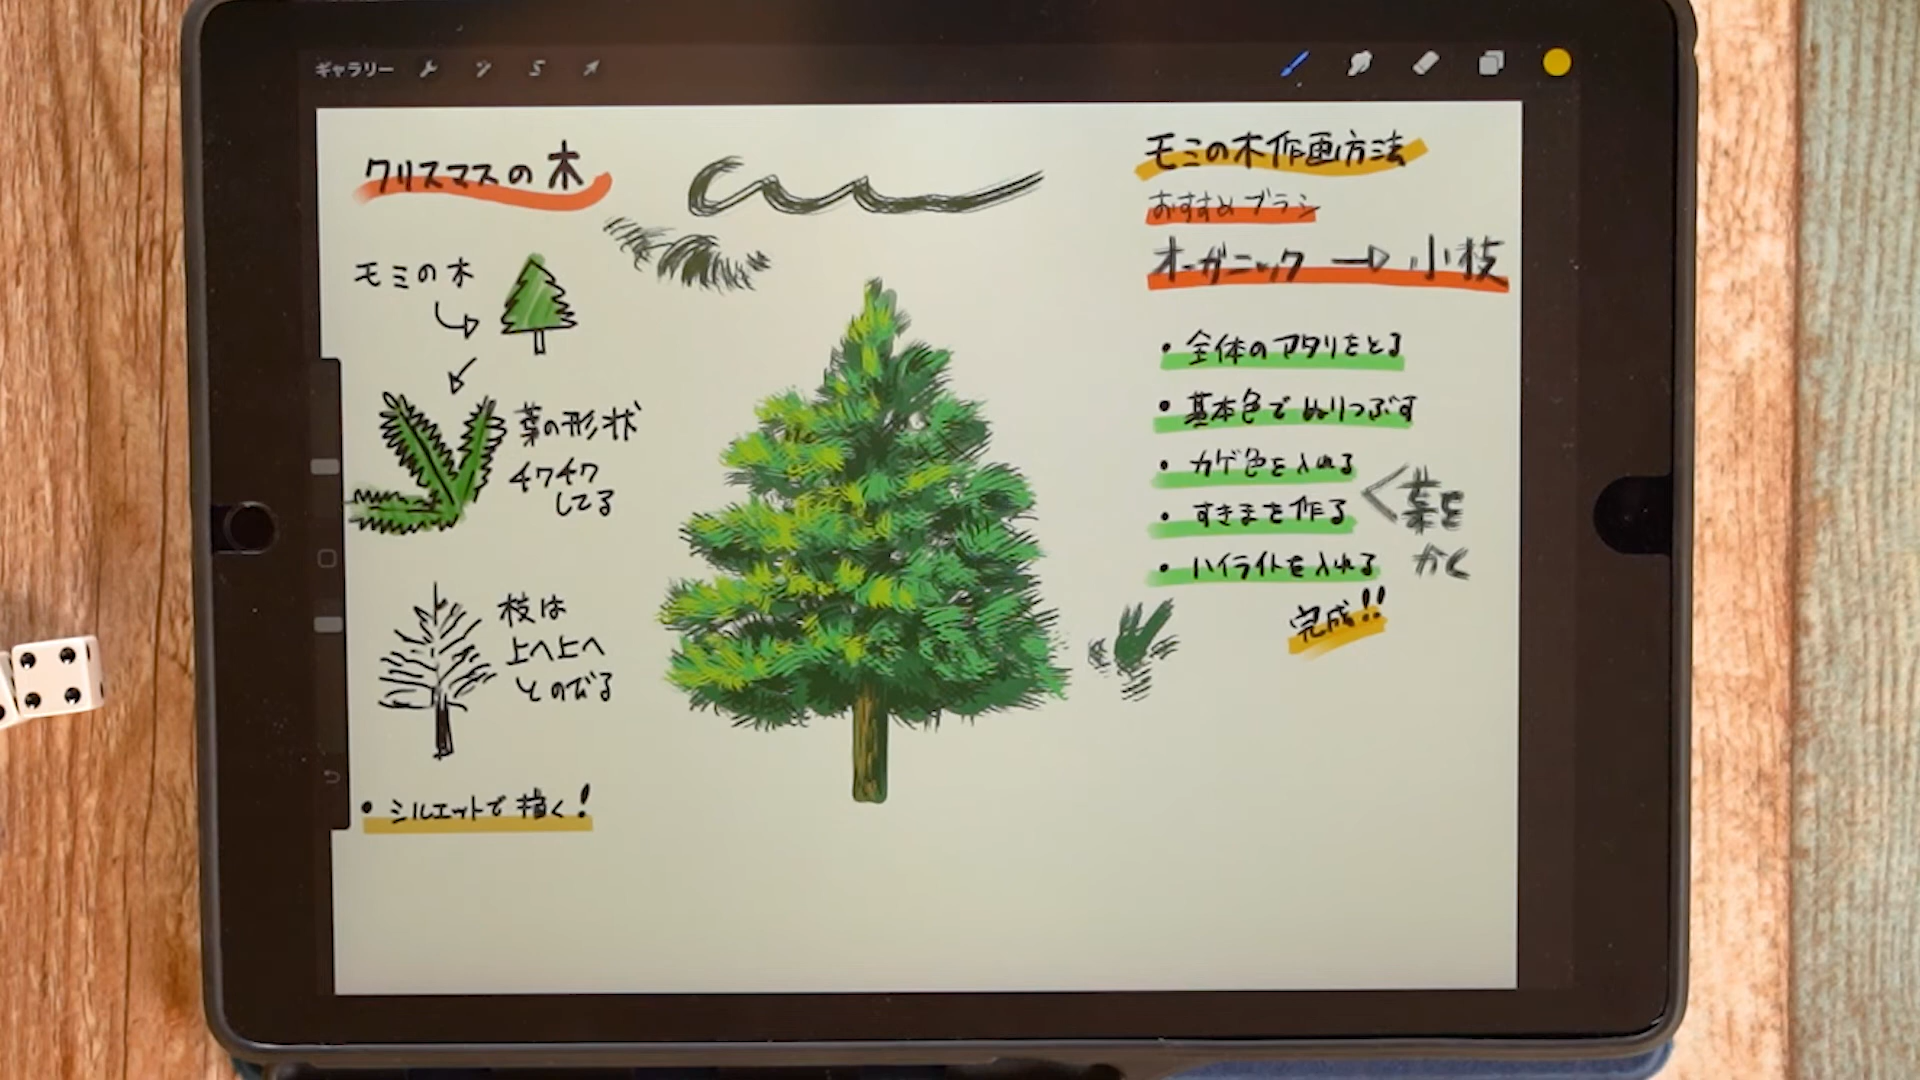 ギャラリー
クリスマスの木
モミの木
葉の形状
チクチク
してる
枝は
上へ上へ
とのびる
・シルエットで描く!
モミの木作画方法
おすすめブラシ
オーガニック→小枝
・全体のアタリをとる
・基本色でぬりつぶす
・カゲ色を入れる
・すきまを作る
葉を
かく
・ハイライトを入れる
完成!!